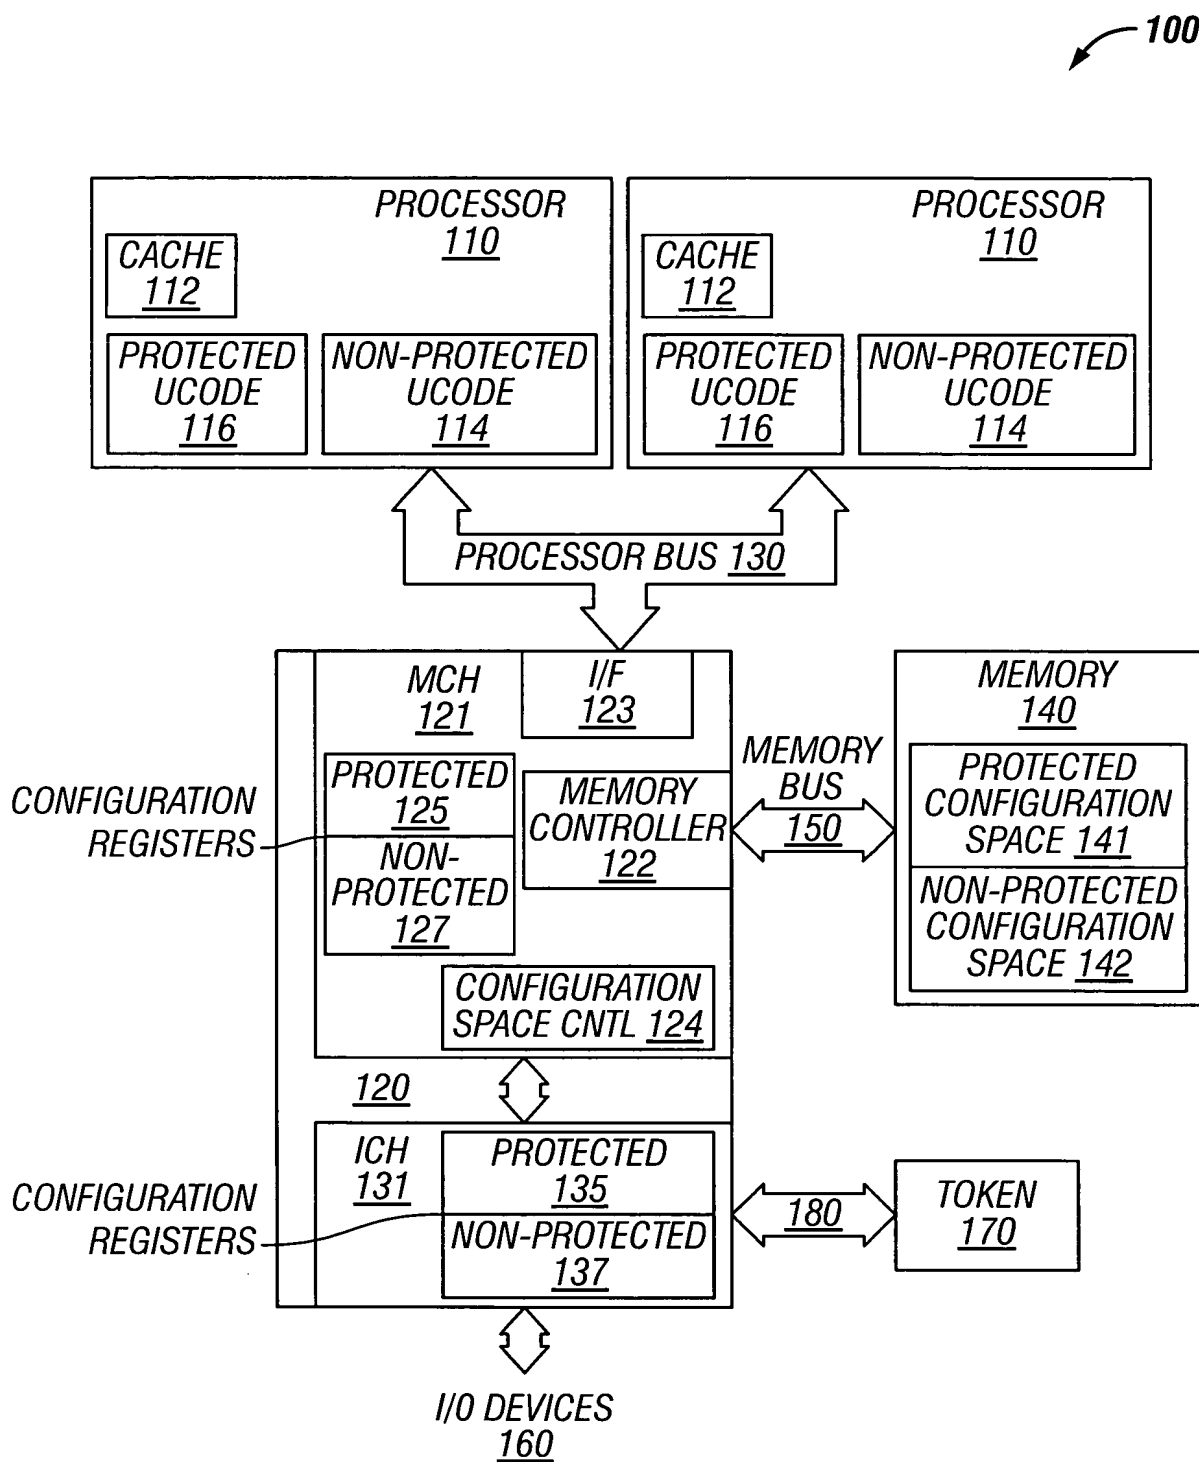 100
PROCESSOR
110
CACHE
112
PROTECTED
UCODE
116
NON-PROTECTED
UCODE
114
PROCESSOR
110
CACHE
112
PROTECTED
UCODE
116
NON-PROTECTED
UCODE
114
PROCESSOR BUS 130
MCH
121
I/F
123
CONFIGURATION
REGISTERS
PROTECTED
125
NON-
PROTECTED
127
MEMORY
CONTROLLER
122
MEMORY
BUS
150
MEMORY
140
PROTECTED
CONFIGURATION
SPACE 141
NON-PROTECTED
CONFIGURATION
SPACE 142
CONFIGURATION
SPACE CNTL 124
120
ICH
131
CONFIGURATION
REGISTERS
PROTECTED
135
NON-PROTECTED
137
180
TOKEN
170
I/O DEVICES
160